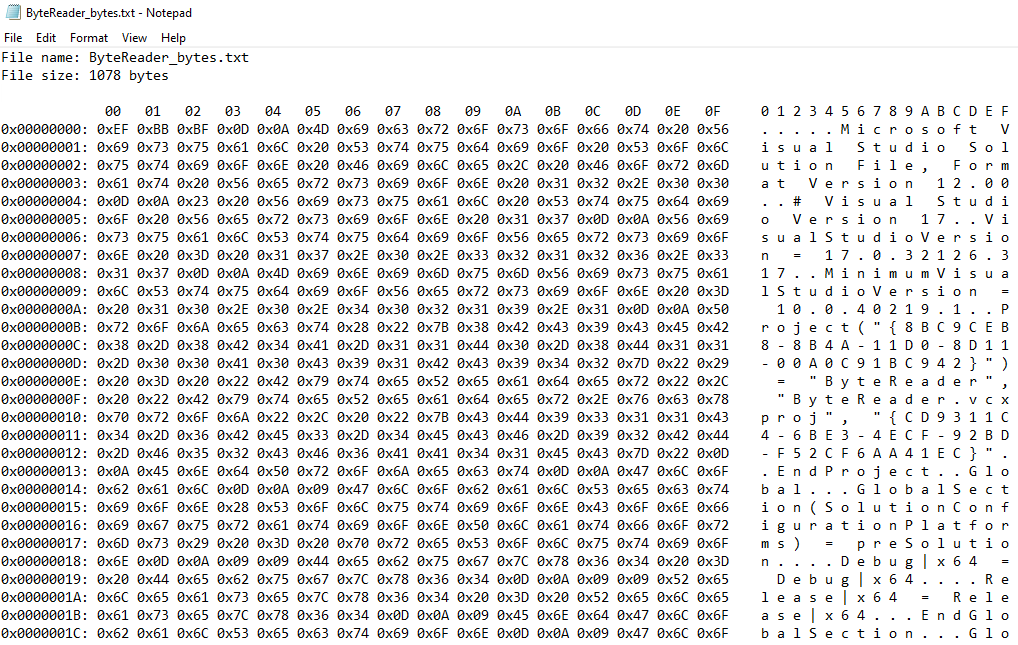 ByteReader_bytes.txt - Notepad
File Edit Format View Help
File name: ByteReader_bytes.txt
File size: 1078 bytes
00 01 02 03 04 05 06 07 08 09 0A 0B 0C 0D 0E 0F 0 1 2 3 4 5 6 7 8 9 A B C D E F
0x00000000: 0xEF 0xBB 0xBF 0x0D 0x0A 0x4D 0x69 0x63 0x72 0x6F 0x73 0x6F 0x66 0x74 0x20 0x56 . . . . . M i c r o s o f t   V
0x00000001: 0x69 0x73 0x75 0x61 0x6C 0x20 0x53 0x74 0x75 0x64 0x69 0x6F 0x20 0x53 0x6F 0x6C i s u a l   S t u d i o   S o l
0x00000002: 0x75 0x74 0x69 0x6F 0x6E 0x20 0x46 0x69 0x6C 0x65 0x2C 0x20 0x46 0x6F 0x72 0x6D u t i o n   F i l e ,   F o r m
0x00000003: 0x61 0x74 0x20 0x56 0x65 0x72 0x73 0x69 0x6F 0x6E 0x20 0x31 0x32 0x2E 0x30 0x30 a t   V e r s i o n   1 2 . 0 0
0x00000004: 0x0D 0x0A 0x23 0x20 0x56 0x69 0x73 0x75 0x61 0x6C 0x20 0x53 0x74 0x75 0x64 0x69 . . #   V i s u a l   S t u d i
0x00000005: 0x6F 0x20 0x56 0x65 0x72 0x73 0x69 0x6F 0x6E 0x20 0x31 0x37 0x0D 0x0A 0x56 0x69 o   V e r s i o n   1 7 . . V i
0x00000006: 0x73 0x75 0x61 0x6C 0x53 0x74 0x75 0x64 0x69 0x6F 0x56 0x65 0x72 0x73 0x69 0x6F s u a l S t u d i o V e r s i o
0x00000007: 0x6E 0x20 0x3D 0x20 0x31 0x37 0x2E 0x30 0x2E 0x33 0x32 0x31 0x32 0x36 0x2E 0x33 n   =   1 7 . 0 . 3 2 1 2 6 . 3
0x00000008: 0x31 0x37 0x0D 0x0A 0x4D 0x69 0x6E 0x69 0x6D 0x75 0x6D 0x56 0x69 0x73 0x75 0x61 1 7 . . M i n i m u m V i s u a
0x00000009: 0x6C 0x53 0x74 0x75 0x64 0x69 0x6F 0x56 0x65 0x72 0x73 0x69 0x6F 0x6E 0x20 0x3D l S t u d i o V e r s i o n   =
0x0000000A: 0x20 0x31 0x30 0x2E 0x30 0x2E 0x34 0x30 0x32 0x31 0x39 0x2E 0x31 0x0D 0x0A 0x50 1 0 . 0 . 4 0 2 1 9 . 1 . . P
0x0000000B: 0x72 0x6F 0x6A 0x65 0x63 0x74 0x28 0x22 0x7B 0x38 0x42 0x43 0x39 0x43 0x45 0x42 r o j e c t ( " { 8 B C 9 C E B
0x0000000C: 0x38 0x2D 0x38 0x42 0x34 0x41 0x2D 0x31 0x31 0x44 0x30 0x2D 0x38 0x44 0x31 0x31 8 - 8 B 4 A - 1 1 D 0 - 8 D 1 1
0x0000000D: 0x2D 0x30 0x30 0x41 0x30 0x43 0x39 0x31 0x42 0x43 0x39 0x34 0x32 0x7D 0x22 0x29 - 0 0 A 0 C 9 1 B C 9 4 2 } " )
0x0000000E: 0x20 0x3D 0x20 0x22 0x42 0x79 0x74 0x65 0x52 0x65 0x61 0x64 0x65 0x72 0x22 0x2C =   " B y t e R e a d e r " ,
0x0000000F: 0x20 0x22 0x42 0x79 0x74 0x65 0x52 0x65 0x61 0x64 0x65 0x72 0x2E 0x76 0x63 0x78 " B y t e R e a d e r . v c x
0x00000010: 0x70 0x72 0x6F 0x6A 0x22 0x2C 0x20 0x22 0x7B 0x43 0x44 0x39 0x33 0x31 0x31 0x43 p r o j " ,   " { C D 9 3 1 1 C
0x00000011: 0x34 0x2D 0x36 0x42 0x45 0x33 0x2D 0x34 0x45 0x43 0x46 0x2D 0x39 0x32 0x42 0x44 4 - 6 B E 3 - 4 E C F - 9 2 B D
0x00000012: 0x2D 0x46 0x35 0x32 0x43 0x46 0x36 0x41 0x41 0x34 0x31 0x45 0x43 0x7D 0x22 0x0D - F 5 2 C F 6 A A 4 1 E C } " .
0x00000013: 0x0A 0x45 0x6E 0x64 0x50 0x72 0x6F 0x6A 0x65 0x63 0x74 0x0D 0x0A 0x47 0x6C 0x6F . E n d P r o j e c t . . G l o
0x00000014: 0x62 0x61 0x6C 0x0D 0x0A 0x09 0x47 0x6C 0x6F 0x62 0x61 0x6C 0x53 0x65 0x63 0x74 b a l . . . G l o b a l S e c t
0x00000015: 0x69 0x6F 0x6E 0x28 0x53 0x6F 0x6C 0x75 0x74 0x69 0x6F 0x6E 0x43 0x6F 0x6E 0x66 i o n ( S o l u t i o n C o n f
0x00000016: 0x69 0x67 0x75 0x72 0x61 0x74 0x69 0x6F 0x6E 0x50 0x6C 0x61 0x74 0x66 0x6F 0x72 i g u r a t i o n P l a t f o r
0x00000017: 0x6D 0x73 0x29 0x20 0x3D 0x20 0x70 0x72 0x65 0x53 0x6F 0x6C 0x75 0x74 0x69 0x6F m s )   =   p r e S o l u t i o
0x00000018: 0x6E 0x0D 0x0A 0x09 0x09 0x44 0x65 0x62 0x75 0x67 0x7C 0x78 0x36 0x34 0x20 0x3D n . . . . D e b u g | x 6 4   =
0x00000019: 0x20 0x44 0x65 0x62 0x75 0x67 0x7C 0x78 0x36 0x34 0x0D 0x0A 0x09 0x09 0x52 0x65 D e b u g | x 6 4 . . . . R e
0x0000001A: 0x6C 0x65 0x61 0x73 0x65 0x7C 0x78 0x36 0x34 0x20 0x3D 0x20 0x52 0x65 0x6C 0x65 l e a s e | x 6 4   =   R e l e
0x0000001B: 0x61 0x73 0x65 0x7C 0x78 0x36 0x34 0x0D 0x0A 0x09 0x09 0x45 0x6E 0x64 0x47 0x6C 0x6F a s e | x 6 4 . . . E n d G l o
0x0000001C: 0x62 0x61 0x6C 0x53 0x65 0x63 0x74 0x69 0x6F 0x6E 0x0D 0x0A 0x09 0x47 0x6C 0x6F b a l S e c t i o n . . . G l o